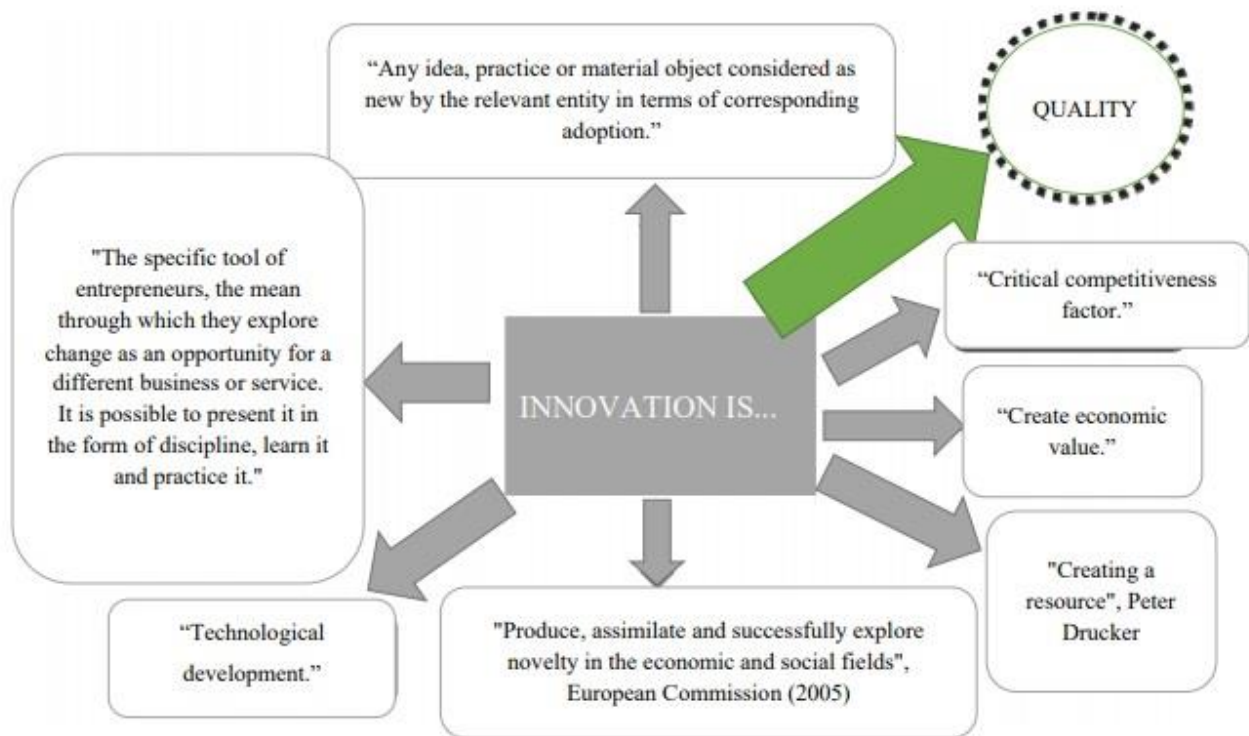 “Any idea, practice or material object considered as
new by the relevant entity in terms of corresponding
adoption.”
QUALITY
"The specific tool of
entrepreneurs, the mean
through which they explore
change as an opportunity for a
different business or service.
It is possible to present it in
the form of discipline, learn it
and practice it."
INNOVATION IS...
“Critical competitiveness
factor.”
“Create economic
value.”
"Creating a
resource", Peter
Drucker
“Technological
development.”
"Produce, assimilate and successfully explore
novelty in the economic and social fields",
European Commission (2005)